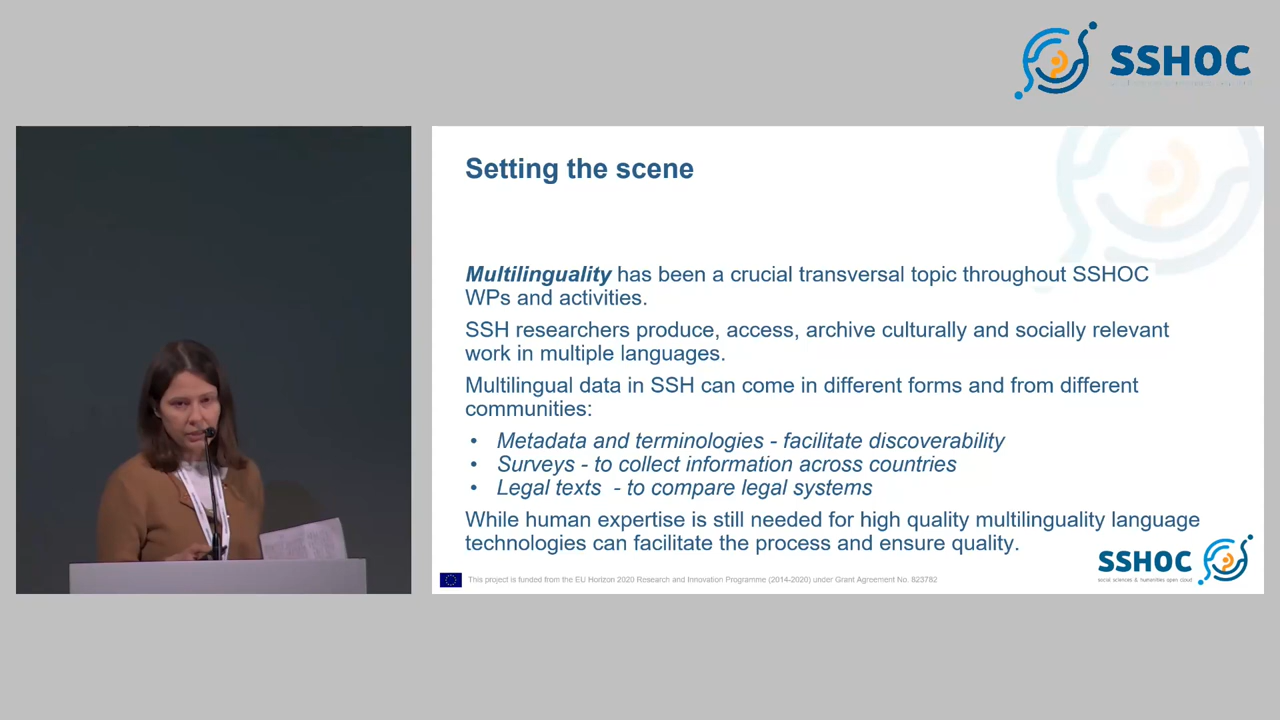 SSHOC
Setting the scene
Multilinguality has been a crucial transversal topic throughout SSHOC
WPs and activities.
SSH researchers produce, access, archive culturally and socially relevant
work in multiple languages.
Multilingual data in SSH can come in different forms and from different
communities:
• Metadata and terminologies - facilitate discoverability
• Surveys - to collect information across countries
• Legal texts - to compare legal systems
While human expertise is still needed for high quality multilinguality language
technologies can facilitate the process and ensure quality.
SSHOC
social sciences & humanities open cloud
This project is funded from the EU Horizon 2020 Research and Innovation Programme (2014-2020) under Grant Agreement No. 823782